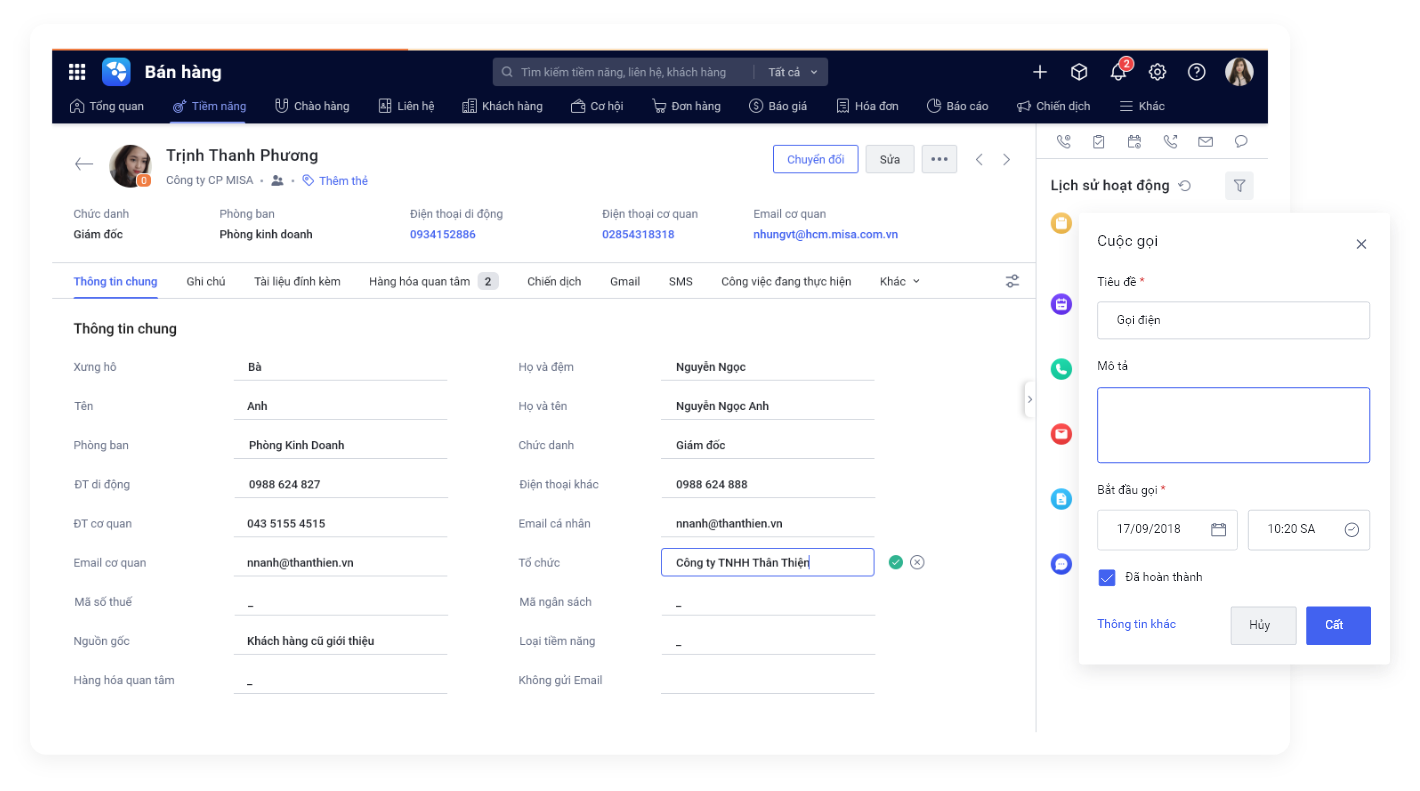 Bán hàng
Tìm kiếm tiềm năng, liên hệ, khách hàng
Tất cả
2
Tổng quan
Tiềm năng
Chào hàng
Liên hệ
Khách hàng
Cơ hội
Đơn hàng
Báo giá
Hóa đơn
Báo cáo
Chiến dịch
Khác
Trịnh Thanh Phương
0
Công ty CP MISA
Thêm thẻ
Chuyển đổi
Sửa
Chức danh
Phòng ban
Điện thoại di động
Điện thoại cơ quan
Email cơ quan
Giám đốc
Phòng kinh doanh
0934152886
02854318318
nhungvt@hcm.misa.com.vn
Thông tin chung
Ghi chú
Tài liệu đính kèm
Hàng hóa quan tâm 2
Chiến dịch
Gmail
SMS
Công việc đang thực hiện
Khác
Thông tin chung
Xưng hô Bà
Họ và đệm Nguyễn Ngọc
Tên Anh
Họ và tên Nguyễn Ngọc Anh
Phòng ban Phòng Kinh Doanh
Chức danh Giám đốc
ĐT di động 0988 624 827
Điện thoại khác 0988 624 888
ĐT cơ quan 043 5155 4515
Email cá nhân nnanh@thanthien.vn
Email cơ quan nnanh@thanthien.vn
Tổ chức Công ty TNHH Thân Thiện
Mã số thuế _
Mã ngân sách _
Nguồn gốc Khách hàng cũ giới thiệu
Loại tiềm năng _
Hàng hóa quan tâm _
Không gửi Email
Lịch sử hoạt động
Cuộc gọi
Tiêu đề *
Gọi điện
Mô tả
Bắt đầu gọi *
17/09/2018
10:20 SA
Đã hoàn thành
Thông tin khác
Hủy
Cất